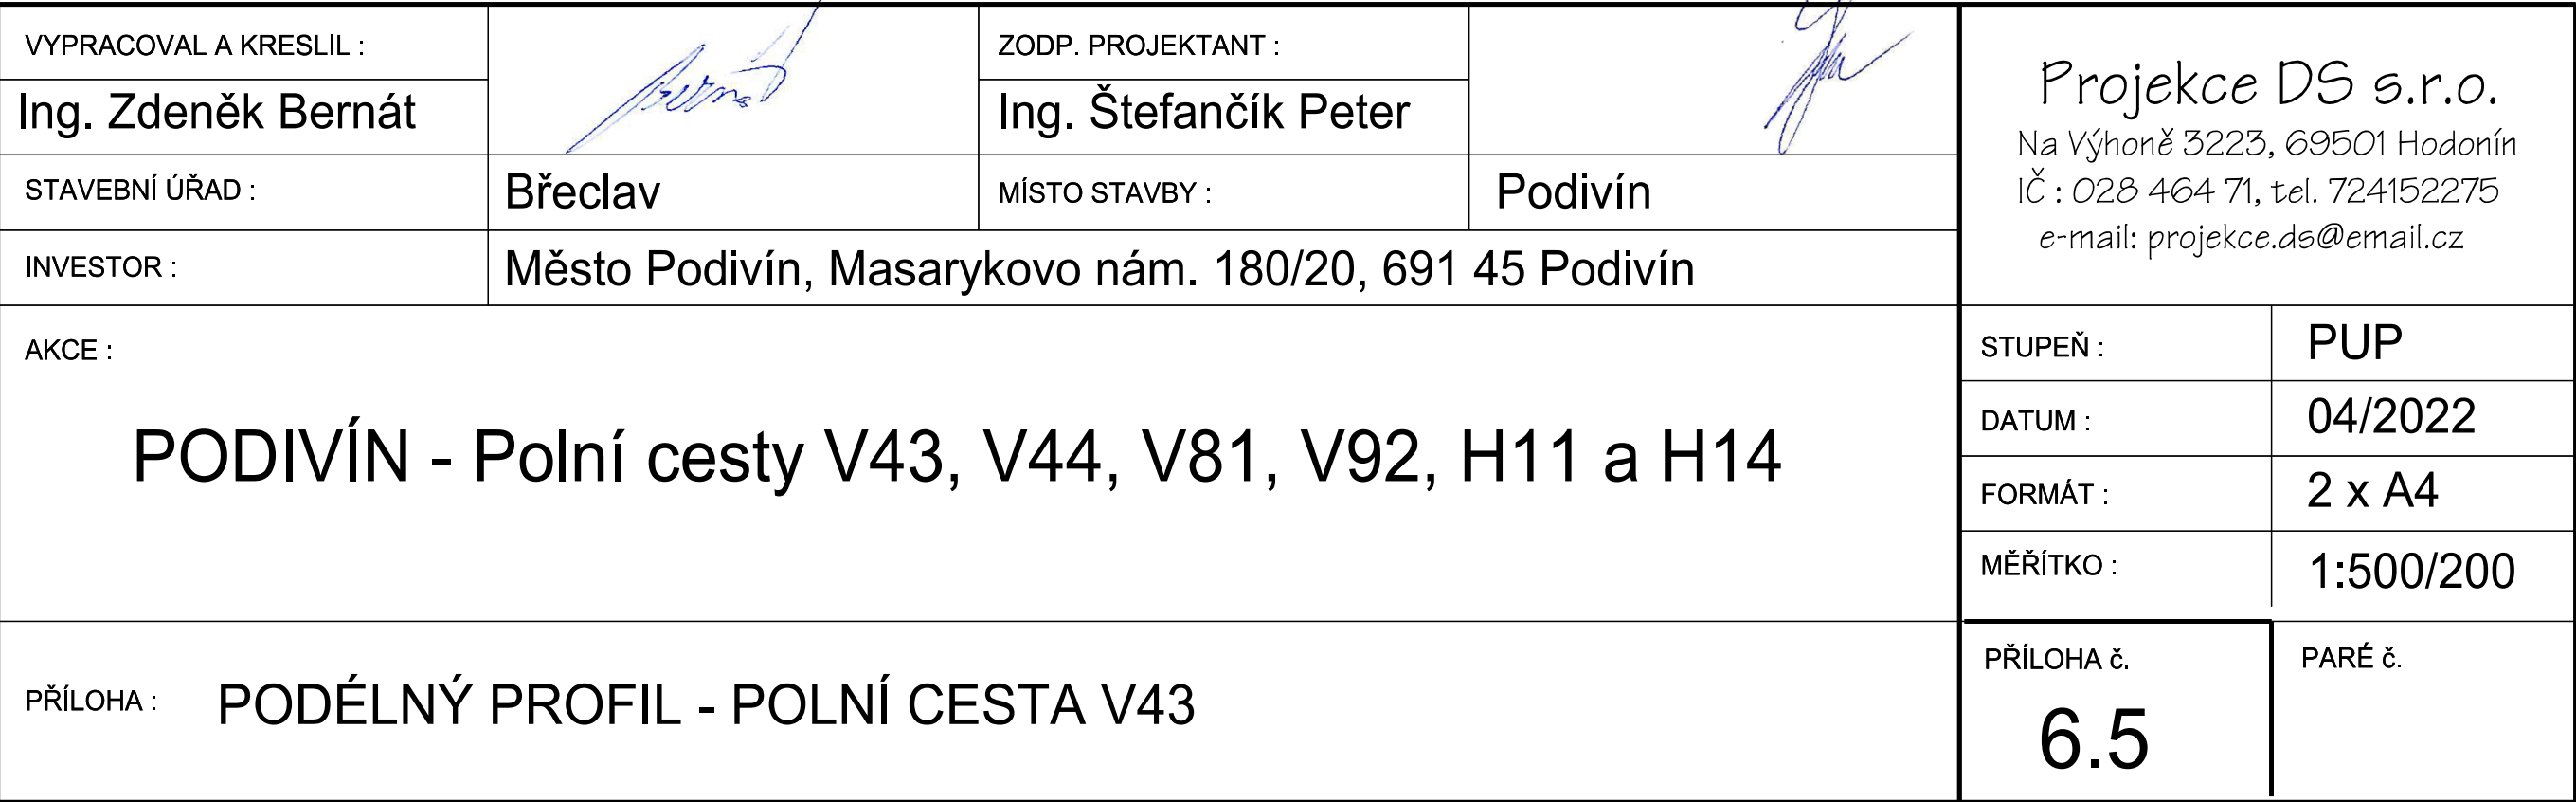 VYPRACOVAL A KRESLIL :
Ing. Zdeněk Bernát
ZODP. PROJEKTANT :
Ing. Štefančík Peter
STAVEBNÍ ÚŘAD :
Břeclav
MÍSTO STAVBY :
Podivín
INVESTOR :
Město Podivín, Masarykovo nám. 180/20, 691 45 Podivín
Projekce DS s.r.o.
Na Výhoně 3223, 69501 Hodonín
IČ : 028 464 71, tel. 724152275
e-mail: projekce.ds@email.cz
AKCE :
PODIVÍN - Polní cesty V43, V44, V81, V92, H11 a H14
STUPEŇ :
PUP
DATUM :
04/2022
FORMÁT :
2 x A4
MĚŘÍTKO :
1:500/200
PŘÍLOHA :
PODÉLNÝ PROFIL - POLNÍ CESTA V43
PŘÍLOHA č.
6.5
PARÉ č.